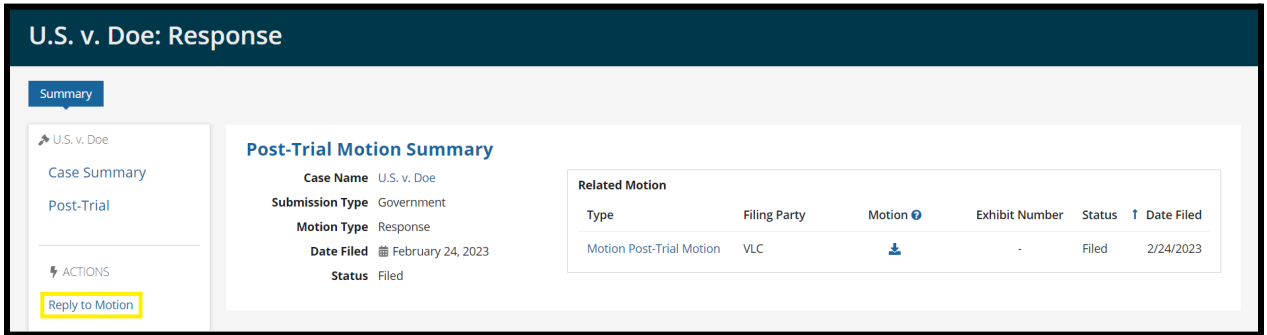 U.S. v. Doe: Response
Summary
U.S. v. Doe
Case Summary
Post-Trial
ACTIONS
Reply to Motion
Post-Trial Motion Summary
Case Name U.S. v. Doe
Submission Type Government
Motion Type Response
Date Filed February 24, 2023
Status Filed
Related Motion
Type Filing Party Motion Exhibit Number Status ↑ Date Filed
Motion Post-Trial Motion VLC - Filed 2/24/2023